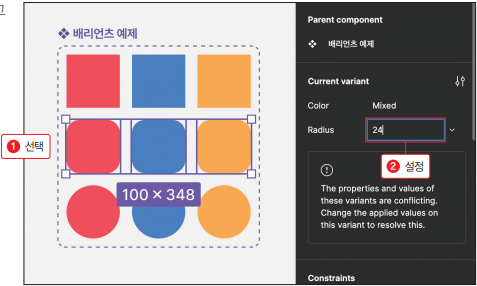 배리언츠 예제
1 선택
100 × 348
Parent component
배리언츠 예제
Current variant
Color Mixed
Radius 24
2 설정
The properties and values of
these variants are conflicting.
Change the applied values on
this variant to resolve this.
Constraints